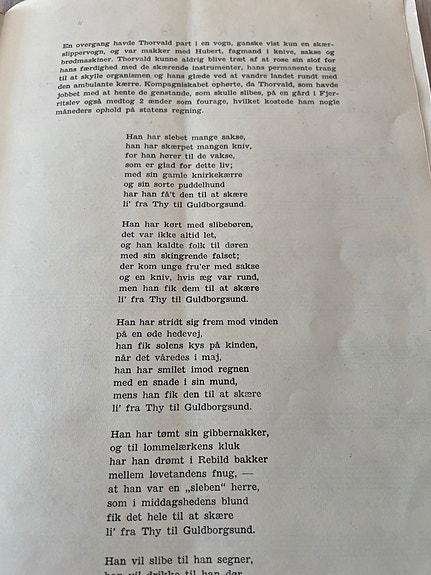 En overgang havde Thorvald part i en vogn, ganske vist kun en skær-
slippervogn, og var makker med Hubert, fagmand i knive, sakse og
brødmaskiner. Thorvald kunne aldrig blive træt af at rose sin slof for
hans færdighed med de skærende instrumenter, hans permanente trang
til at skylle organismen og hans glæde ved at vandre landet rundt med
den ambulante kærre. Kompagniskabet ophørte, da Thorvald, som havde
jobbet med at hente de genstande, som skulle slibes, på en gård i Fjer-
ritslev også medtog 2 ænder som fourage, hvilket kostede ham nogle
måneders ophold på statens regning.
Han har slebet mange sakse,
han har skærpet mangen kniv,
for han hører til de vakse,
som er glad for dette liv;
med sin gamle knirkekærre
og sin sorte puddelhund
har han få't den til at skære
li' fra Thy til Guldborgsund.
Han har kørt med slibebøren,
det var ikke altid let,
og han kaldte folk til døren
med sin skingrende falset;
der kom unge fru'er med sakse
og en kniv, hvis æg var rund,
men han fik dem til at skære
li' fra Thy til Guldborgsund.
Han har stridt sig frem mod vinden
på en øde hedevej,
han fik solens kys på kinden,
når det våredes i maj,
han har smilet imod regnen
med en snade i sin mund,
mens han fik den til at skære
li' fra Thy til Guldborgsund.
Han har tømt sin gibbernakker,
og til lommelærkens kluk
har han drømt i Rebild bakker
mellem løvetandens fnug, —
at han var en „sleben“ herre,
som i middagshedens blund
fik det hele til at skære
li' fra Thy til Guldborgsund.
Han vil slibe til han segner,
han vil drikke til han dør